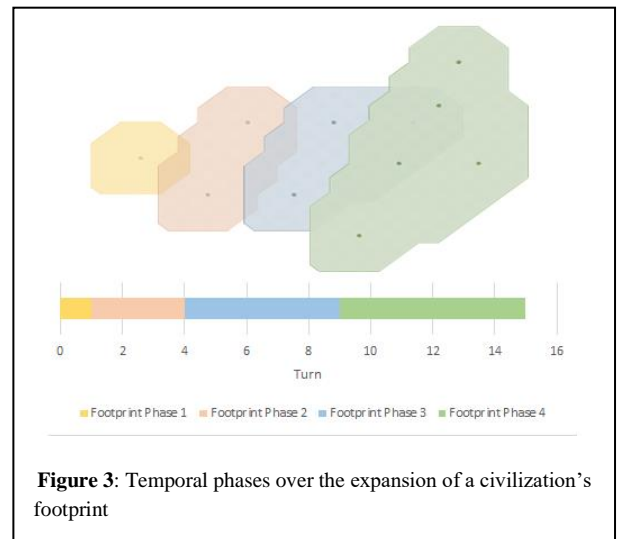 0 2 4 6 8 10 12 14 16
Turn
Footprint Phase 1 Footprint Phase 2 Footprint Phase 3 Footprint Phase 4
Figure 3: Temporal phases over the expansion of a civilization’s
footprint